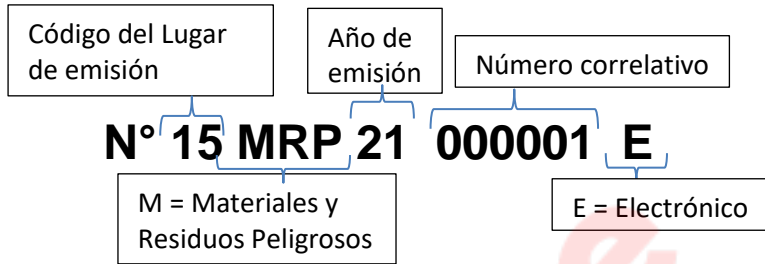 Código del Lugar
de emisión
Año de
emisión
Número correlativo
N° 15 MRP 21 000001 E
M = Materiales y
Residuos Peligrosos
E = Electrónico